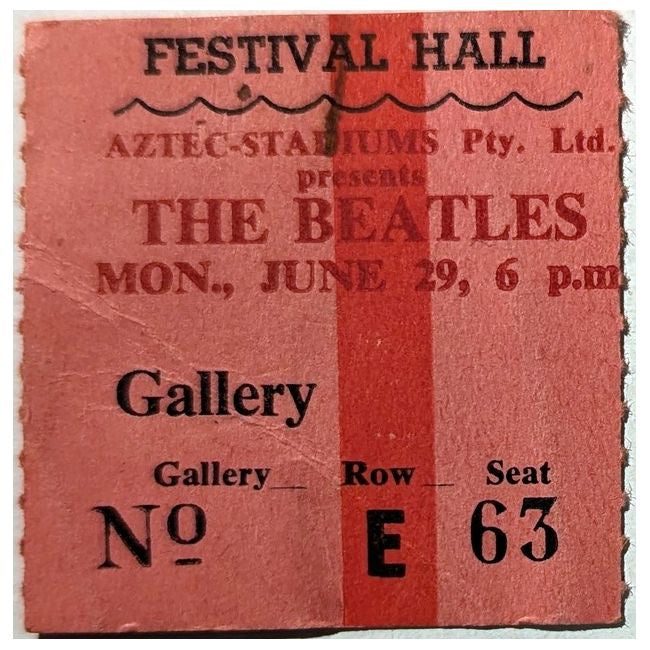 FESTIVAL HALL
AZTEC-STADIUMS Pty. Ltd.
presents
THE BEATLES
MON., JUNE 29, 6 p.m
Gallery
Gallery__ Row__ Seat
Nº E 63